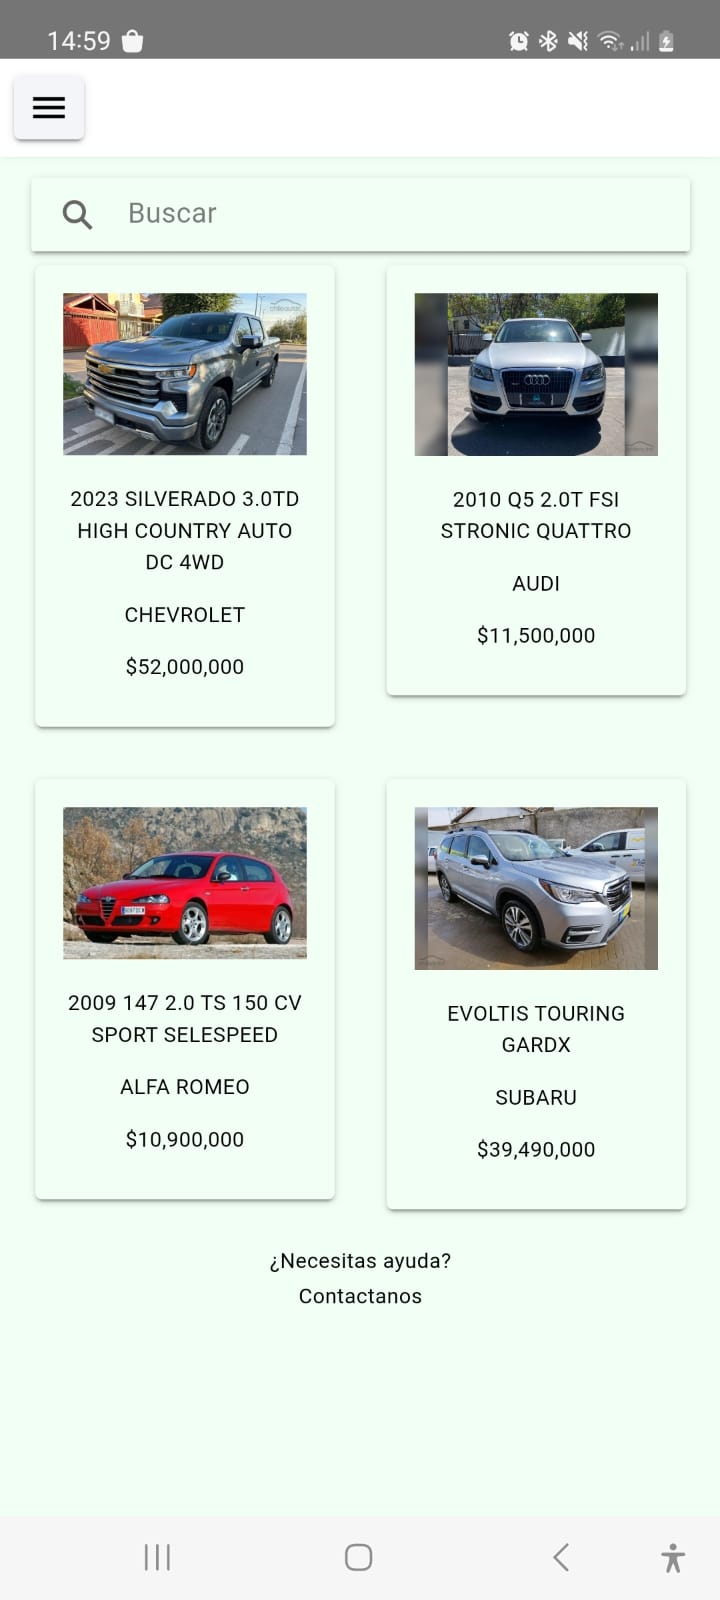 14:59
Buscar
chileautos
2023 SILVERADO 3.0TD
HIGH COUNTRY AUTO
DC 4WD
CHEVROLET
$52,000,000
2010 Q5 2.0T FSI
STRONIC QUATTRO
AUDI
$11,500,000
2009 147 2.0 TS 150 CV
SPORT SELESPEED
ALFA ROMEO
$10,900,000
EVOLTIS TOURING
GARDX
SUBARU
$39,490,000
¿Necesitas ayuda?
Contactanos